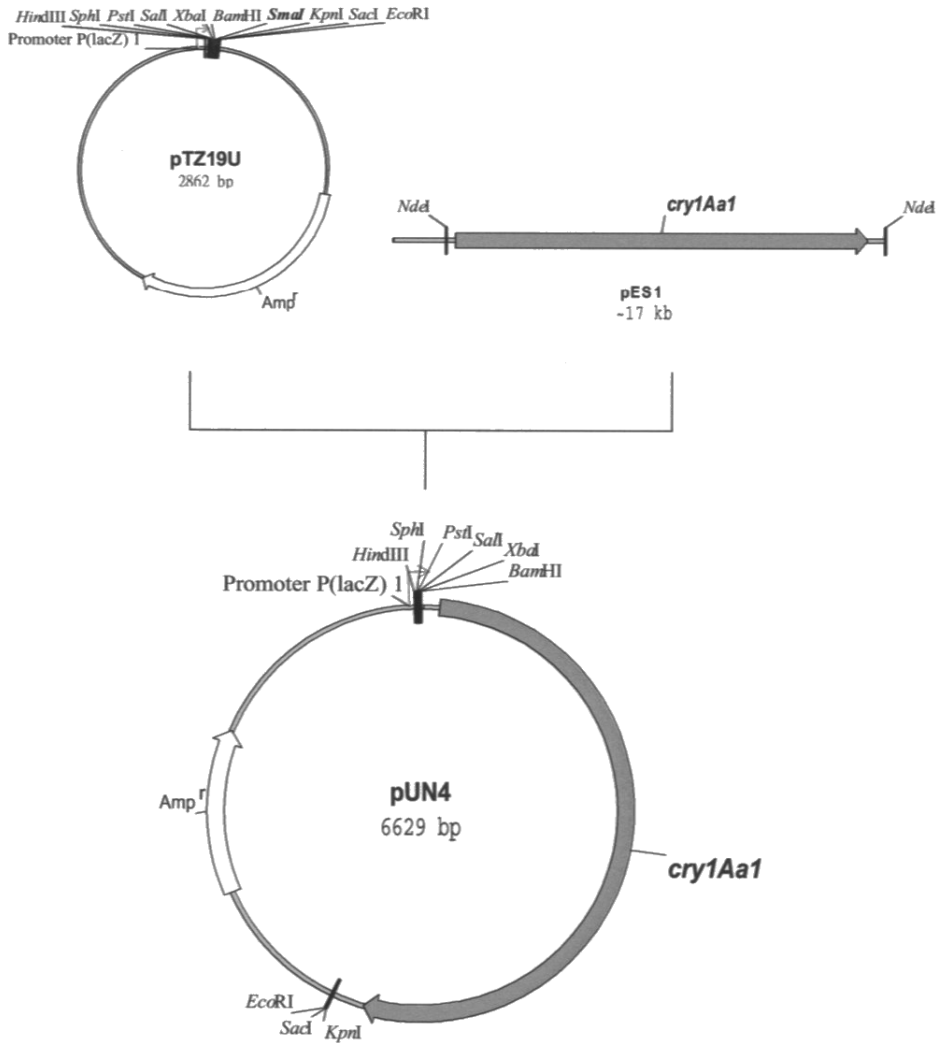 HindIII SphI PstI SalI XbaI BamHI SmaI KpnI SacI EcoRI
Promoter P(lacZ) 1
pTZ19U
2862 bp
Amp r
NdeI
cry1Aa1
NdeI
pES1
~17 kb
SphI
PstI
SalI
HindIII
XbaI
BamHI
Promoter P(lacZ) 1
Amp r
pUN4
6629 bp
cry1Aa1
EcoRI
SacI
KpnI